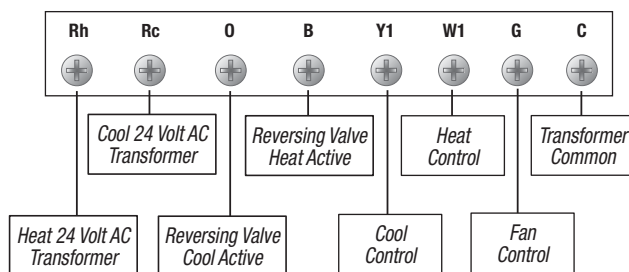 Rh Rc O B Y1 W1 G C
Cool 24 Volt AC
Transformer
Reversing Valve
Heat Active
Heat
Control
Transformer
Common
Heat 24 Volt AC
Transformer
Reversing Valve
Cool Active
Cool
Control
Fan
Control